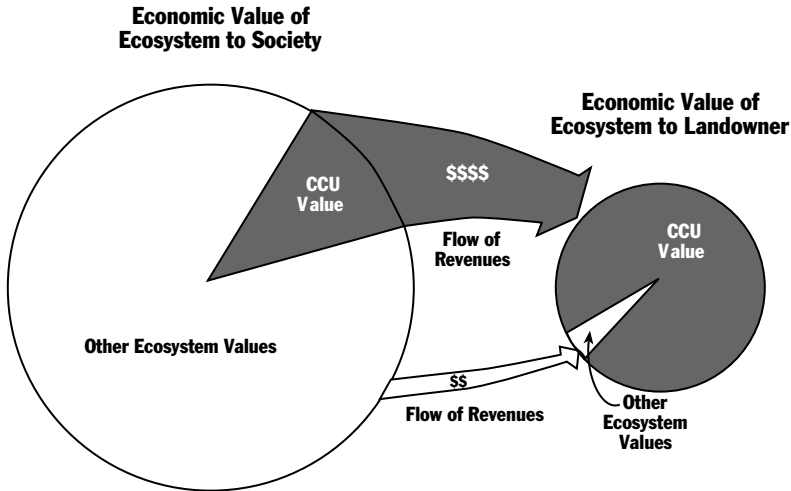 Economic Value of
Ecosystem to Society
Economic Value of
Ecosystem to Landowner
CCU
Value
$$$$
Flow of
Revenues
CCU
Value
Other Ecosystem Values
$$
Flow of Revenues
Other
Ecosystem
Values